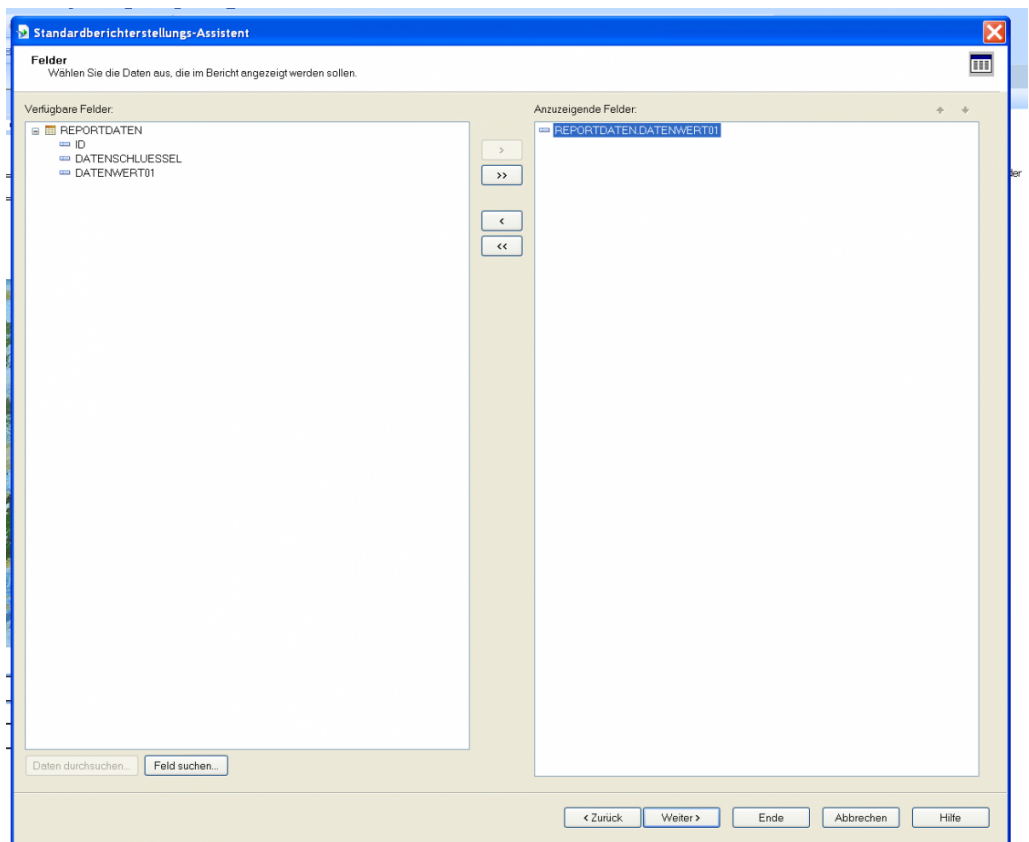 Standardberichterstellungs-Assistent
Felder
Wählen Sie die Daten aus, die im Bericht angezeigt werden sollen.
Verfügbare Felder:
REPORTDATEN
ID
DATENSCHLUESSEL
DATENWERT01
>
>>
<
<<
Anzuzeigende Felder:
REPORTDATEN.DATENWERT01
Daten durchsuchen... Feld suchen...
< Zurück Weiter > Ende Abbrechen Hilfe